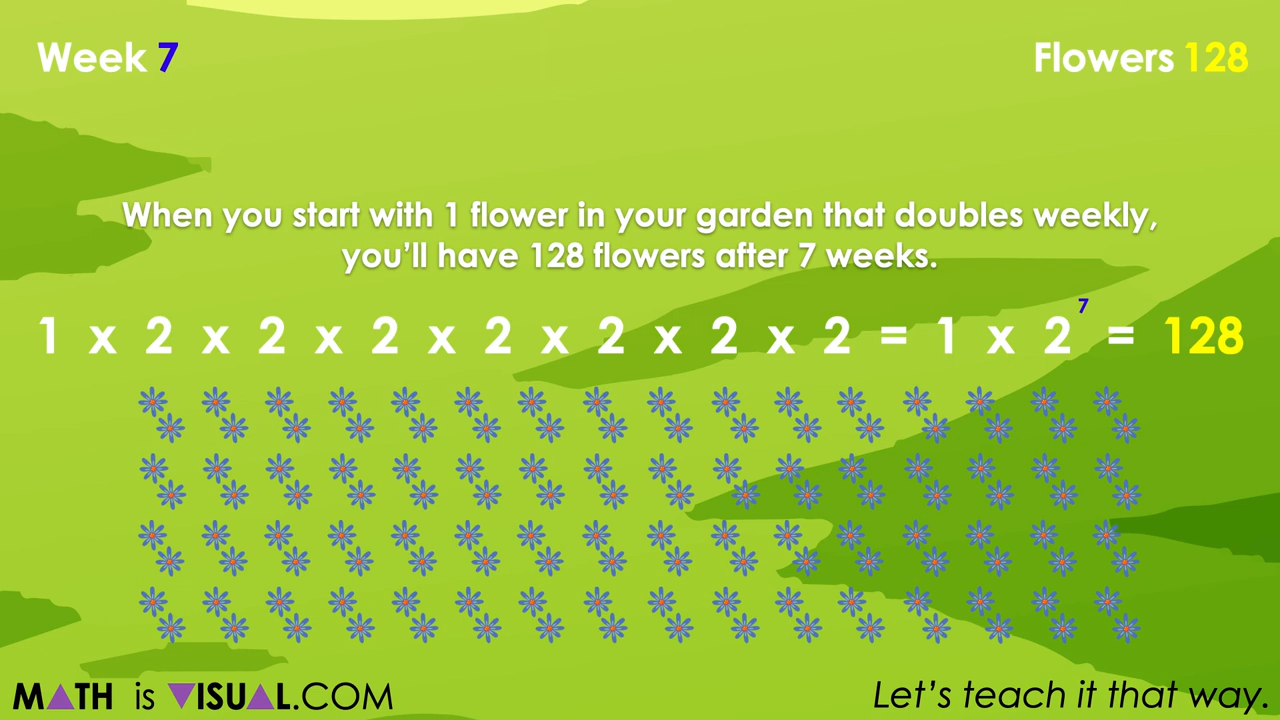 Week 7
Flowers 128
When you start with 1 flower in your garden that doubles weekly,
you'll have 128 flowers after 7 weeks.
1 x 2 x 2 x 2 x 2 x 2 x 2 x 2 = 1 x 2⁷ = 128
MATH is VISUAL.COM
Let's teach it that way.